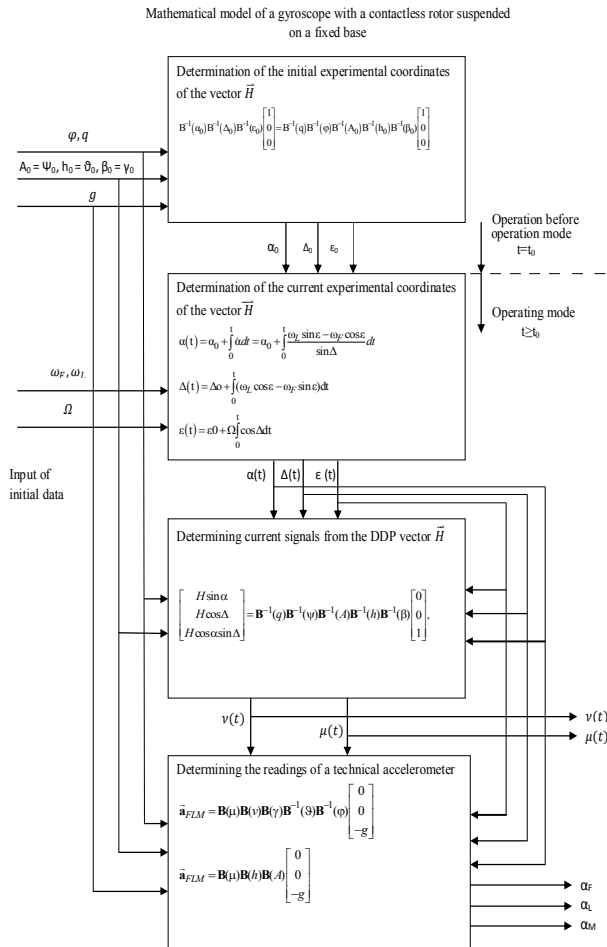 Mathematical model of a gyroscope with a contactless rotor suspended
on a fixed base
Determination of the initial experimental coordinates
of the vector H⃗
B⁻¹(α₀)B⁻¹(Δ₀)B⁻¹(ε₀)[1 0 0] = B⁻¹(q)B⁻¹(φ)B⁻¹(A₀)B⁻¹(h₀)B⁻¹(β₀)[1 0 0]
φ, q
A₀ = Ψ₀, h₀ = ϑ₀, β₀ = γ₀
g
α₀ Δ₀ ε₀
Operation before
operation mode
t=t₀
Operating mode
t≥t₀
Determination of the current experimental coordinates
of the vector H⃗
α(t) = α₀ + ∫₀ᵗ α̇dt = α₀ + ∫₀ᵗ (ω_L sinε − ω_F cosε)/sinΔ dt
Δ(t) = Δo + ∫₀ᵗ (ω_L cosε − ω_F sinε)dt
ε(t) = ε0 + Ω∫₀ᵗ cosΔdt
ω_F, ω_L
Ω
Input of
initial data
α(t) Δ(t) ε (t)
Determining current signals from the DDP vector H⃗
[Hsinα HcosΔ HcosαsinΔ] = B⁻¹(q)B⁻¹(ψ)B⁻¹(A)B⁻¹(h)B⁻¹(β)[0 0 1],
ν(t)
μ(t)
ν(t)
μ(t)
Determining the readings of a technical accelerometer
a⃗_FLM = B(μ)B(ν)B(γ)B⁻¹(ϑ)B⁻¹(φ)[0 0 −g]
a⃗_FLM = B(μ)B(h)B(A)[0 0 −g]
α_F
α_L
α_M